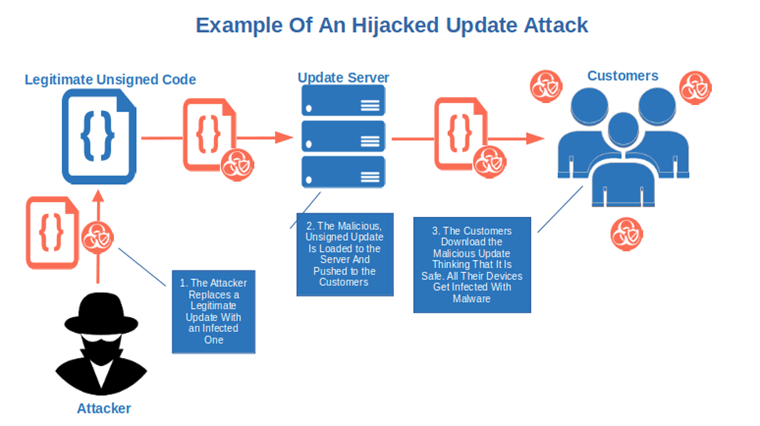 Example Of An Hijacked Update Attack
Legitimate Unsigned Code
Update Server
Customers
{ }
{ }
{ }
{ }
1. The Attacker
Replaces a
Legitimate
Update With
an Infected
One
2. The Malicious,
Unsigned Update
Is Loaded to the
Server And
Pushed to the
Customers
3. The Customers
Download the
Malicious Update
Thinking That It Is
Safe. All Their Devices
Get Infected With
Malware
Attacker